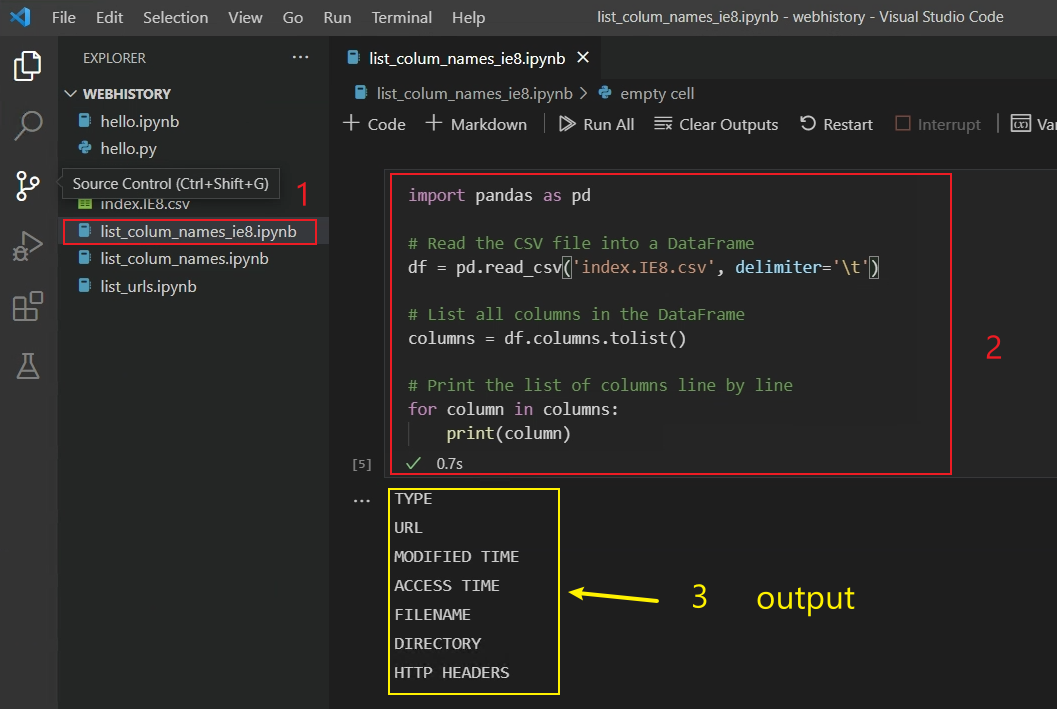 File Edit Selection View Go Run Terminal Help
list_colum_names_ie8.ipynb - webhistory - Visual Studio Code
EXPLORER
WEBHISTORY
hello.ipynb
hello.py
Source Control (Ctrl+Shift+G)
1
index.IE8.csv
list_colum_names_ie8.ipynb
list_colum_names.ipynb
list_urls.ipynb
list_colum_names_ie8.ipynb
list_colum_names_ie8.ipynb > empty cell
+ Code + Markdown Run All Clear Outputs Restart Interrupt (x) Var
import pandas as pd
# Read the CSV file into a DataFrame
df = pd.read_csv('index.IE8.csv', delimiter='\t')
# List all columns in the DataFrame
columns = df.columns.tolist()
2
# Print the list of columns line by line
for column in columns:
    print(column)
[5] ✓ 0.7s
... TYPE
URL
MODIFIED TIME
ACCESS TIME
FILENAME
DIRECTORY
HTTP HEADERS
3 output